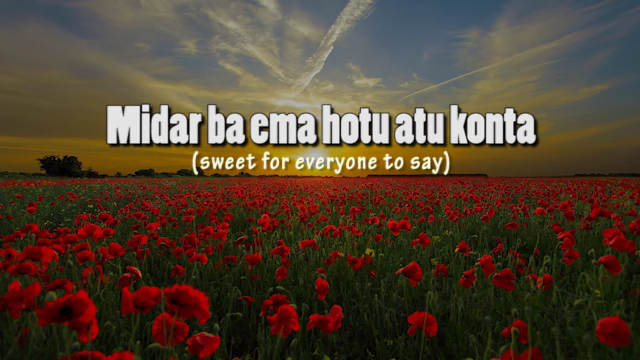 Midar ba ema hotu atu konta
(sweet for everyone to say)